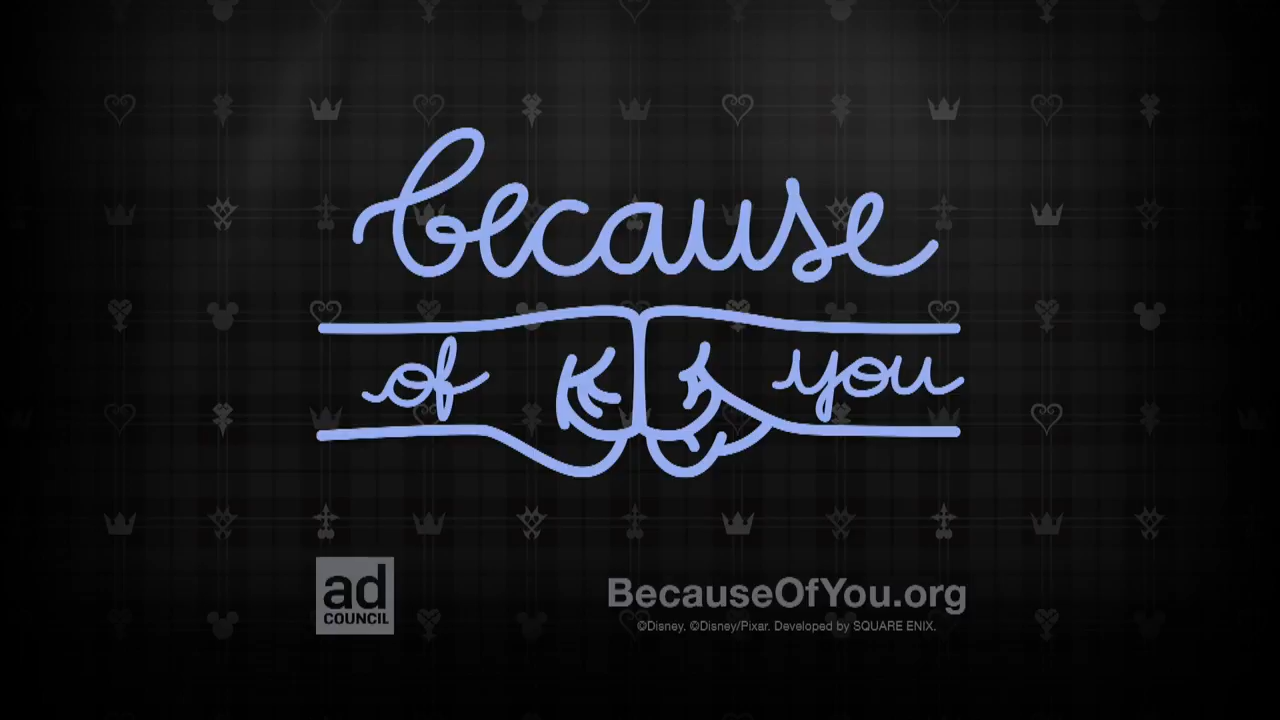 because
of you
ad
COUNCIL
BecauseOfYou.org
©Disney. ©Disney/Pixar. Developed by SQUARE ENIX.